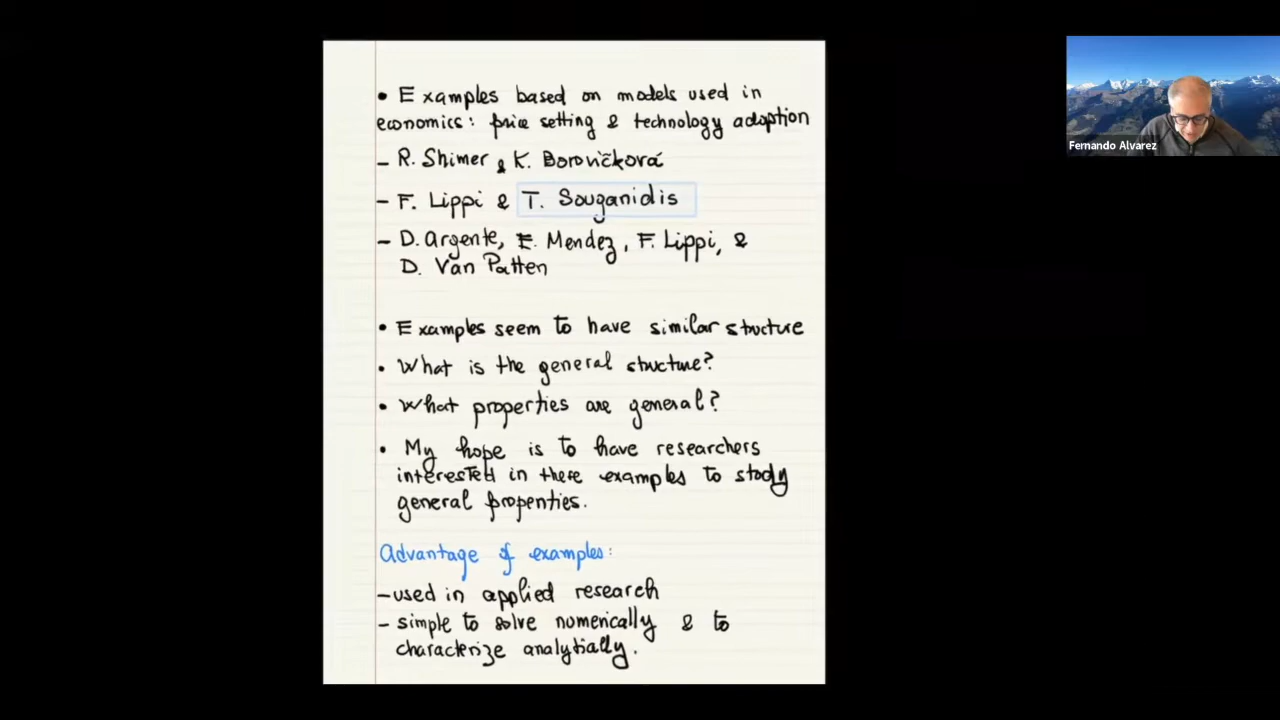 • Examples based on models used in
economics: price setting & technology adoption
– R. Shimer & K. Borovičková
– F. Lippi & T. Souganidis
– D. Argente, E. Mendez, F. Lippi, &
D. Van Patten
• Examples seem to have similar structure
• What is the general structure?
• What properties are general?
• My hope is to have researchers
interested in there examples to study
general properties.
Advantage of examples:
– used in applied research
– simple to solve numerically & to
characterize analytially.
Fernando Alvarez